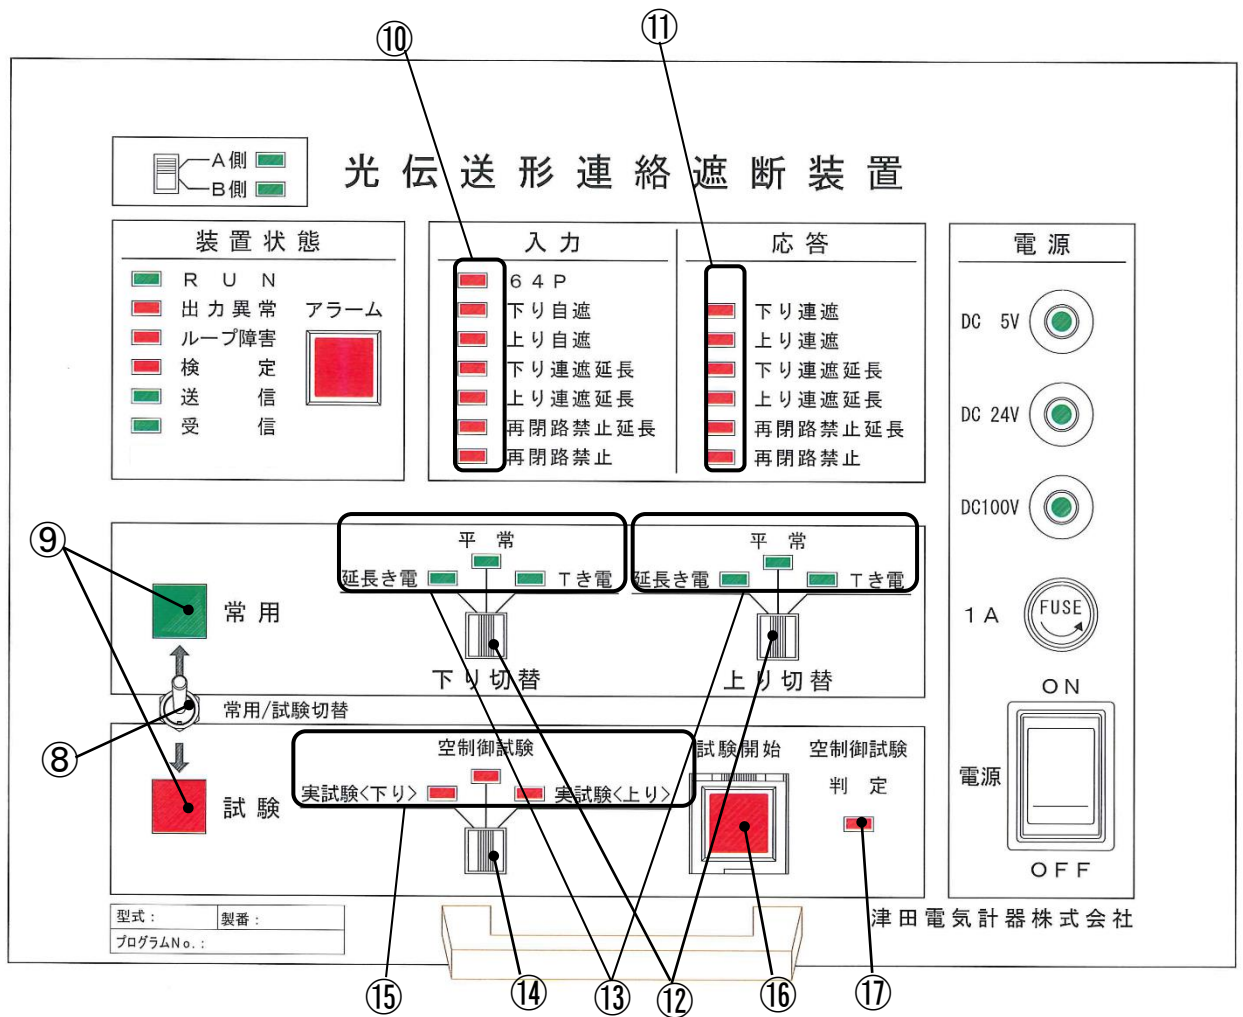 ⑩
⑪
A側
B側
光伝送形連絡遮断装置
装置状態
RUN
出力異常
ループ障害
検定
送信
受信
アラーム
入力
64P
下り自遮
上り自遮
下り連遮延長
上り連遮延長
再閉路禁止延長
再閉路禁止
応答
下り連遮
上り連遮
下り連遮延長
上り連遮延長
再閉路禁止延長
再閉路禁止
電源
DC 5V
DC 24V
DC100V
1A
FUSE
ON
電源
OFF
⑨
常用
平常
延長き電
Tき電
下り切替
平常
延長き電
Tき電
上り切替
⑧
常用/試験切替
試験
空制御試験
実試験<下り>
実試験<上り>
試験開始
空制御試験
判定
型式:
製番:
プログラムNo.:
津田電気計器株式会社
⑮
⑭
⑬
⑫
⑯
⑰